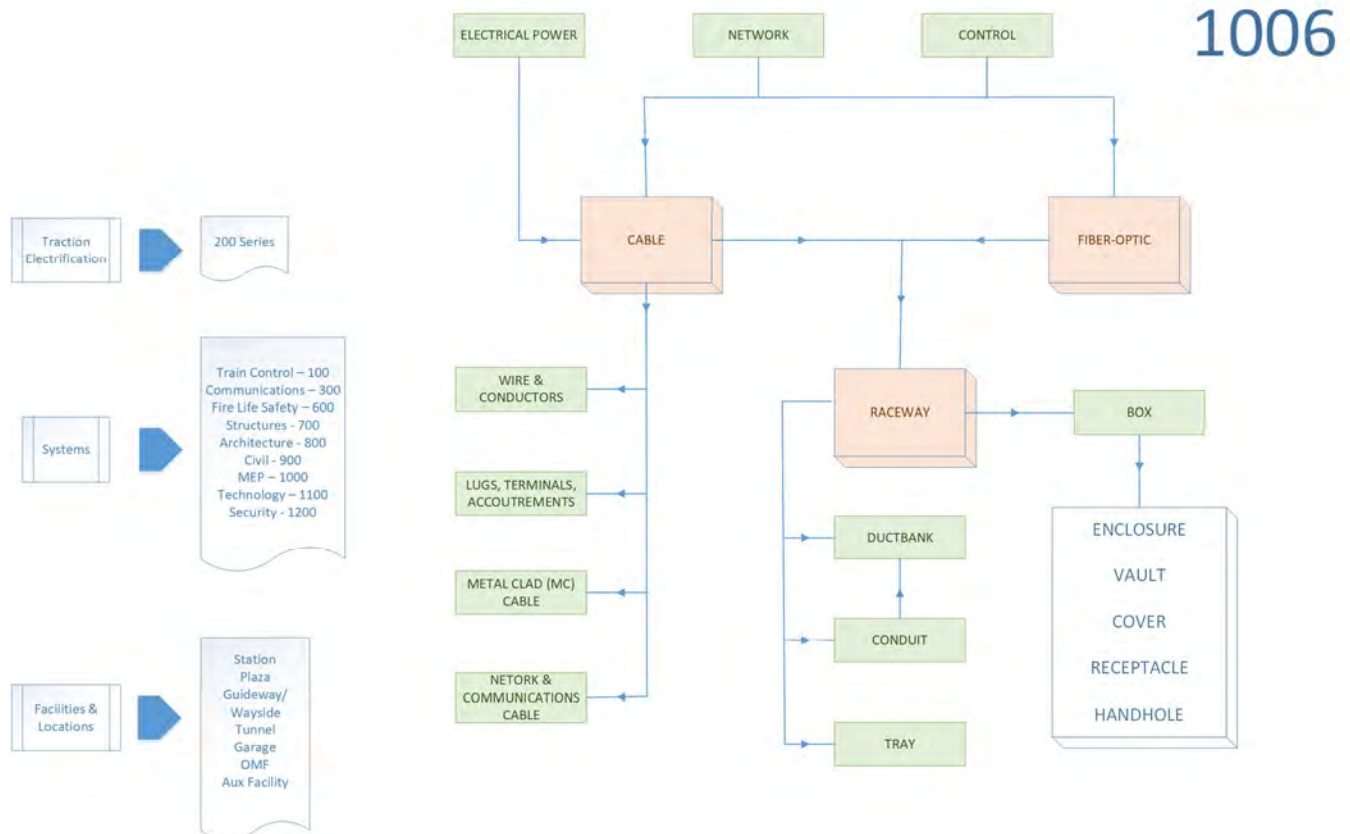 1006
ELECTRICAL POWER
NETWORK
CONTROL
CABLE
FIBER-OPTIC
Traction
Electrification
200 Series
Systems
Train Control – 100
Communications – 300
Fire Life Safety – 600
Structures - 700
Architecture - 800
Civil - 900
MEP – 1000
Technology – 1100
Security - 1200
Facilities &
Locations
Station
Plaza
Guideway/
Wayside
Tunnel
Garage
OMF
Aux Facility
WIRE &
CONDUCTORS
LUGS, TERMINALS,
ACCOUTREMENTS
METAL CLAD (MC)
CABLE
NETORK &
COMMUNICATIONS
CABLE
RACEWAY
DUCTBANK
CONDUIT
TRAY
BOX
ENCLOSURE
VAULT
COVER
RECEPTACLE
HANDHOLE